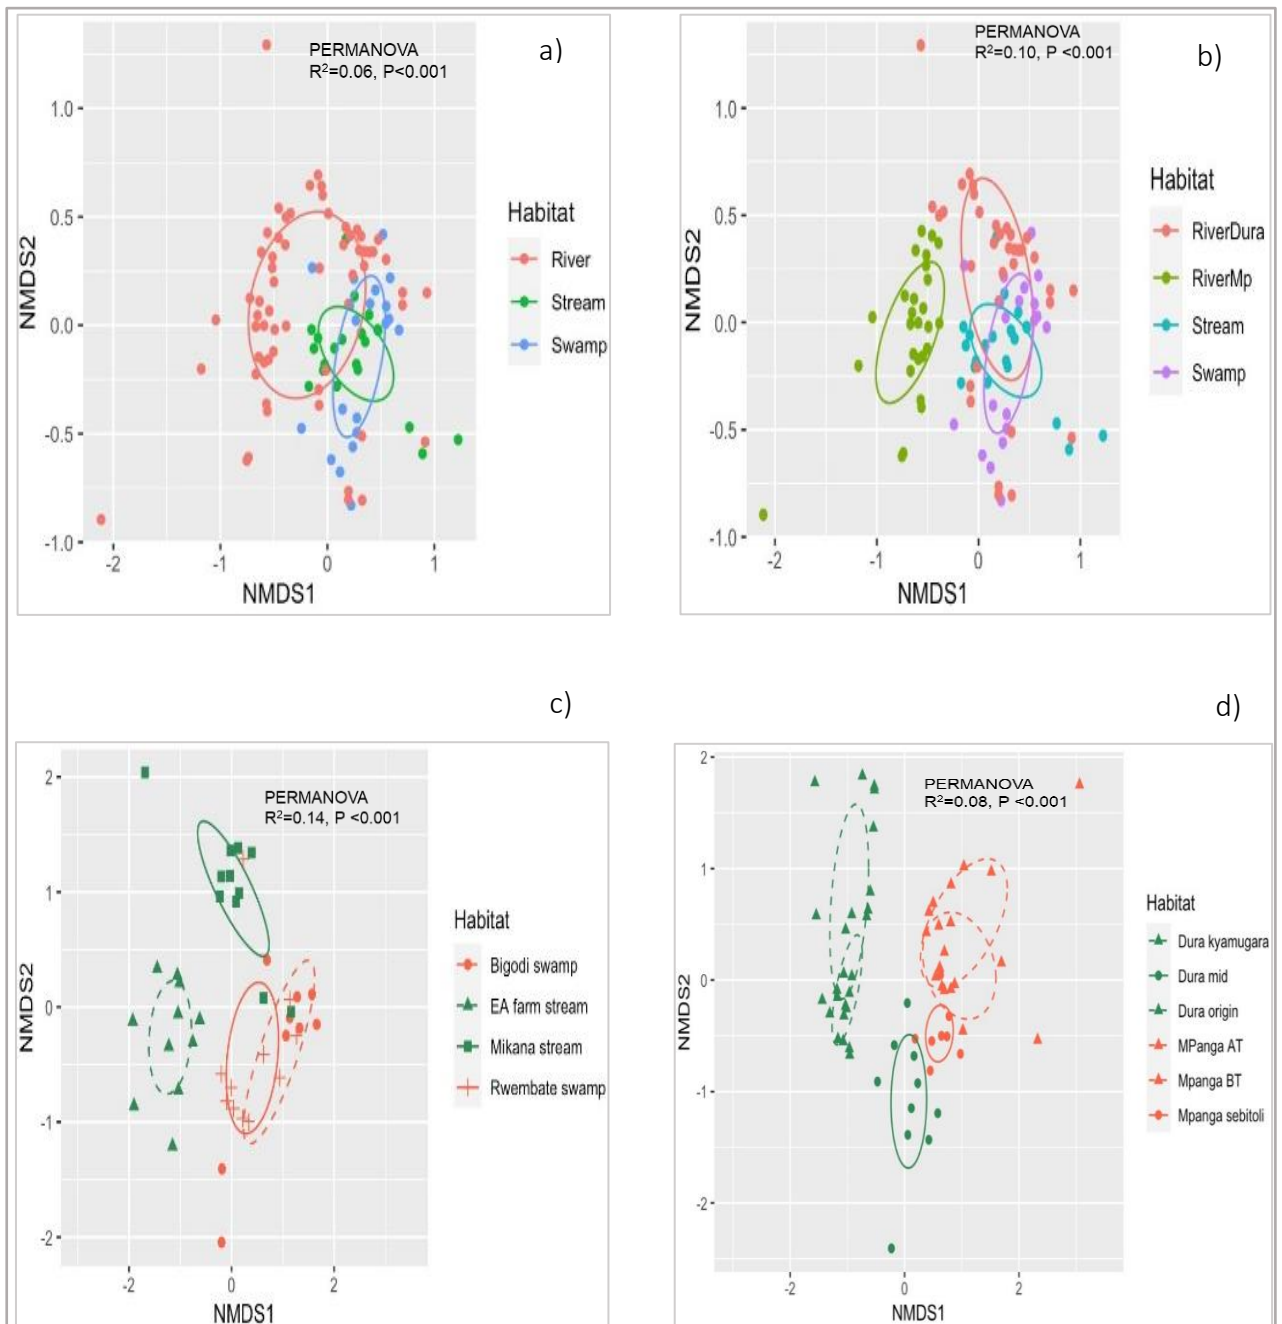 a)
PERMANOVA
R²=0.06, P<0.001
1.0
0.5
0.0
-0.5
-1.0
NMDS2
-2
-1
0
1
NMDS1
Habitat
River
Stream
Swamp
b)
PERMANOVA
R²=0.10, P <0.001
1.0
0.5
0.0
-0.5
-1.0
NMDS2
-2
-1
0
1
NMDS1
Habitat
RiverDura
RiverMp
Stream
Swamp
c)
PERMANOVA
R²=0.14, P <0.001
2
1
0
-1
-2
NMDS2
-2
0
2
NMDS1
Habitat
Bigodi swamp
EA farm stream
Mikana stream
Rwembate swamp
d)
PERMANOVA
R²=0.08, P <0.001
2
1
0
-1
-2
NMDS2
-2
0
2
NMDS1
Habitat
Dura kyamugara
Dura mid
Dura origin
MPanga AT
Mpanga BT
Mpanga sebitoli